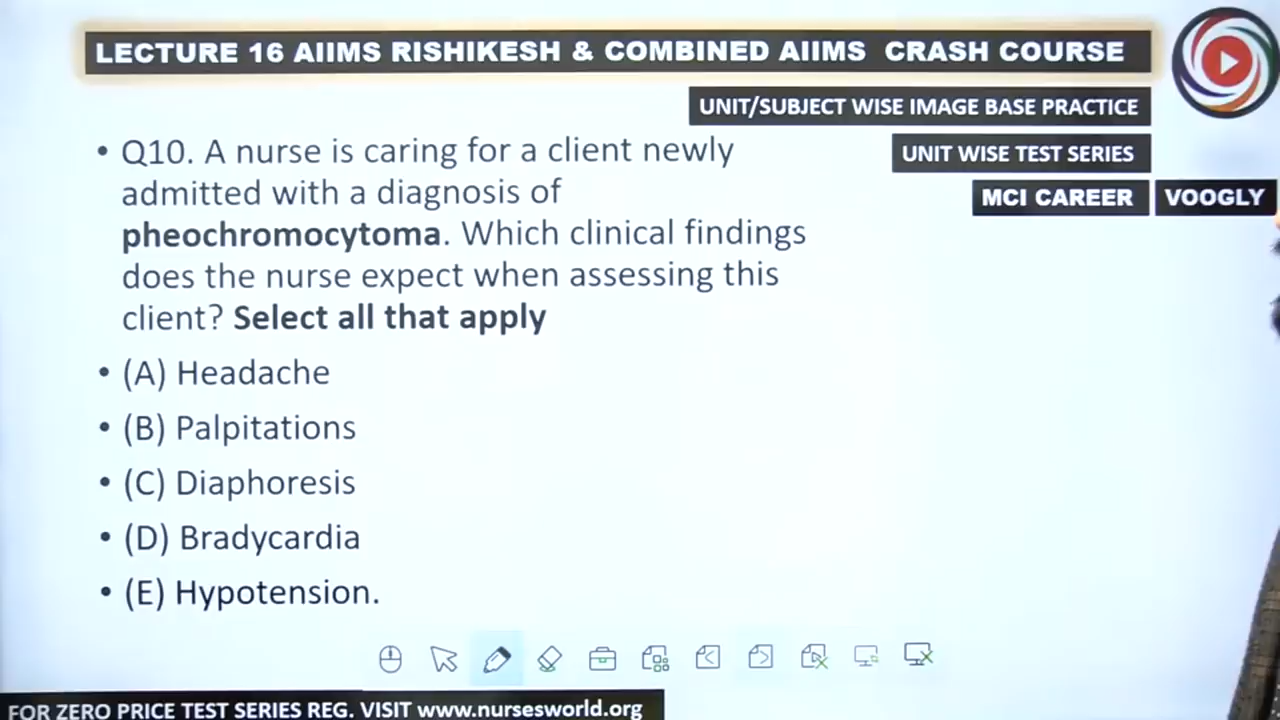 LECTURE 16 AIIMS RISHIKESH & COMBINED AIIMS CRASH COURSE
UNIT/SUBJECT WISE IMAGE BASE PRACTICE
UNIT WISE TEST SERIES
MCI CAREER
VOOGLY
• Q10. A nurse is caring for a client newly
admitted with a diagnosis of
pheochromocytoma. Which clinical findings
does the nurse expect when assessing this
client? Select all that apply
• (A) Headache
• (B) Palpitations
• (C) Diaphoresis
• (D) Bradycardia
• (E) Hypotension.
FOR ZERO PRICE TEST SERIES REG. VISIT www.nursesworld.org